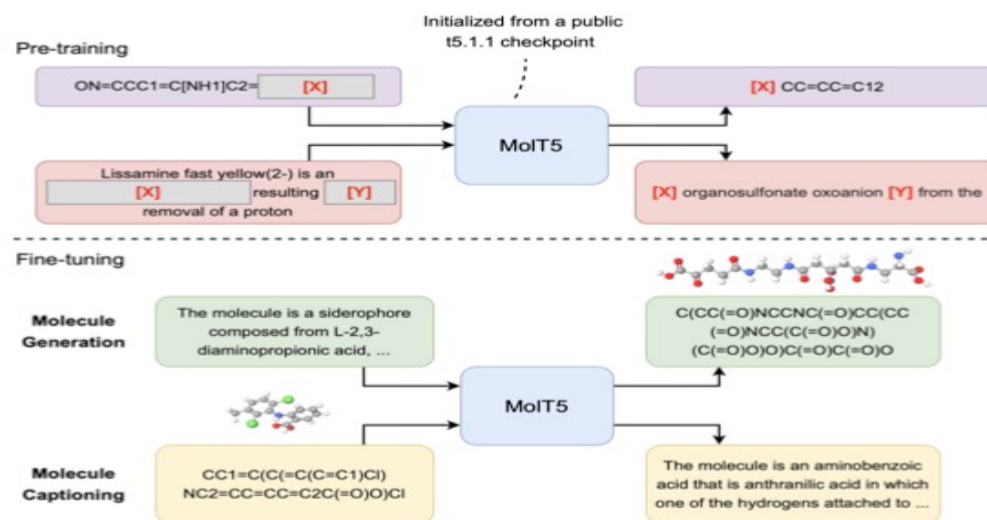 Initialized from a public
t5.1.1 checkpoint
Pre-training
ON=CCC1=C[NH1]C2= [X]
[X] CC=CC=C12
MolT5
Lissamine fast yellow(2-) is an
[X] resulting [Y]
removal of a proton
[X] organosulfonate oxoanion [Y] from the
Fine-tuning
Molecule
Generation
The molecule is a siderophore
composed from L-2,3-
diaminopropionic acid, ...
C(CC(=O)NCCNC(=O)CC(CC
(=O)NCC(C(=O)O)N)
(C(=O)O)O)C(=O)C(=O)O
MolT5
Molecule
Captioning
CC1=C(C(=C(C=C1)Cl)
NC2=CC=CC=C2C(=O)O)Cl
The molecule is an aminobenzoic
acid that is anthranilic acid in which
one of the hydrogens attached to ...